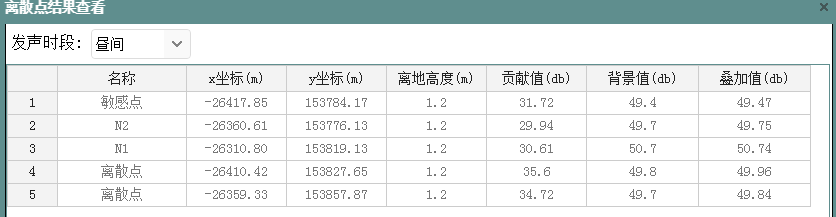 离散点结果查看
发声时段: 昼间
名称 x坐标(m) y坐标(m) 离地高度(m) 贡献值(db) 背景值(db) 叠加值(db)
1 敏感点 -26417.85 153784.17 1.2 31.72 49.4 49.47
2 N2 -26360.61 153776.13 1.2 29.94 49.7 49.75
3 N1 -26310.80 153819.13 1.2 30.61 50.7 50.74
4 离散点 -26410.42 153827.65 1.2 35.6 49.8 49.96
5 离散点 -26359.33 153857.87 1.2 34.72 49.7 49.84